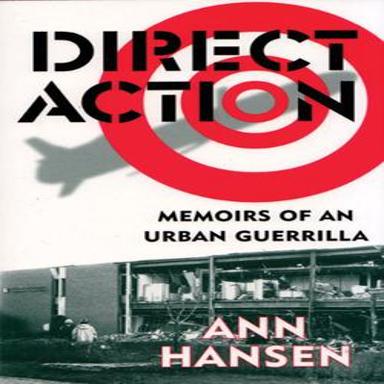 DIRECT
ACTION
MEMOIRS OF AN
URBAN GUERRILLA
ANN
HANSEN